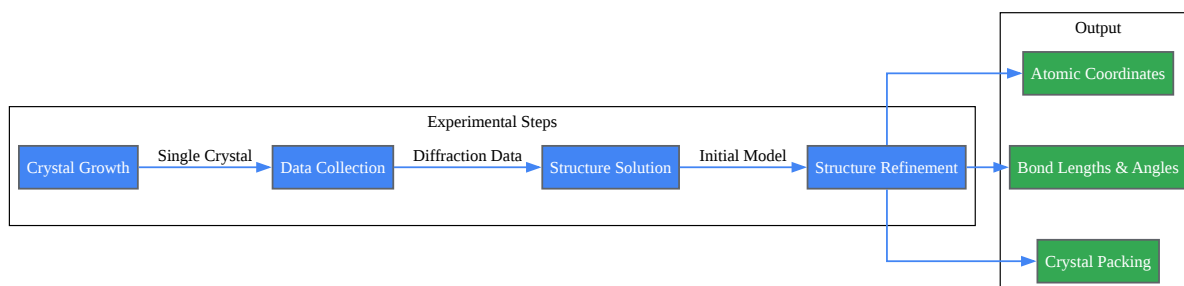 Output
Atomic Coordinates
Experimental Steps
Crystal Growth
Single Crystal
Data Collection
Diffraction Data
Structure Solution
Initial Model
Structure Refinement
Bond Lengths & Angles
Crystal Packing